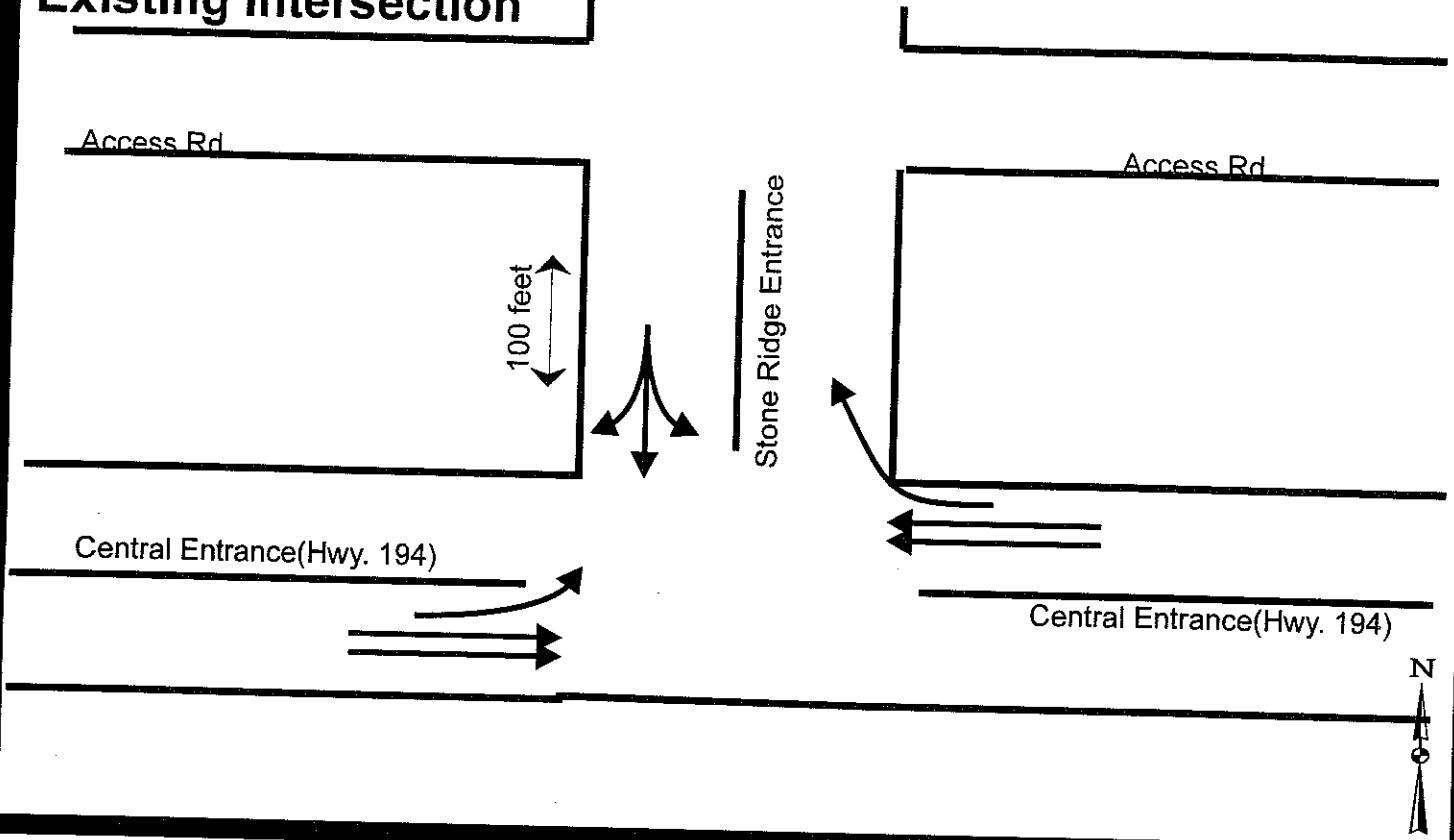 Existing Intersection
Access Rd
Access Rd
Stone Ridge Entrance
100 feet
Central Entrance(Hwy. 194)
Central Entrance(Hwy. 194)
N